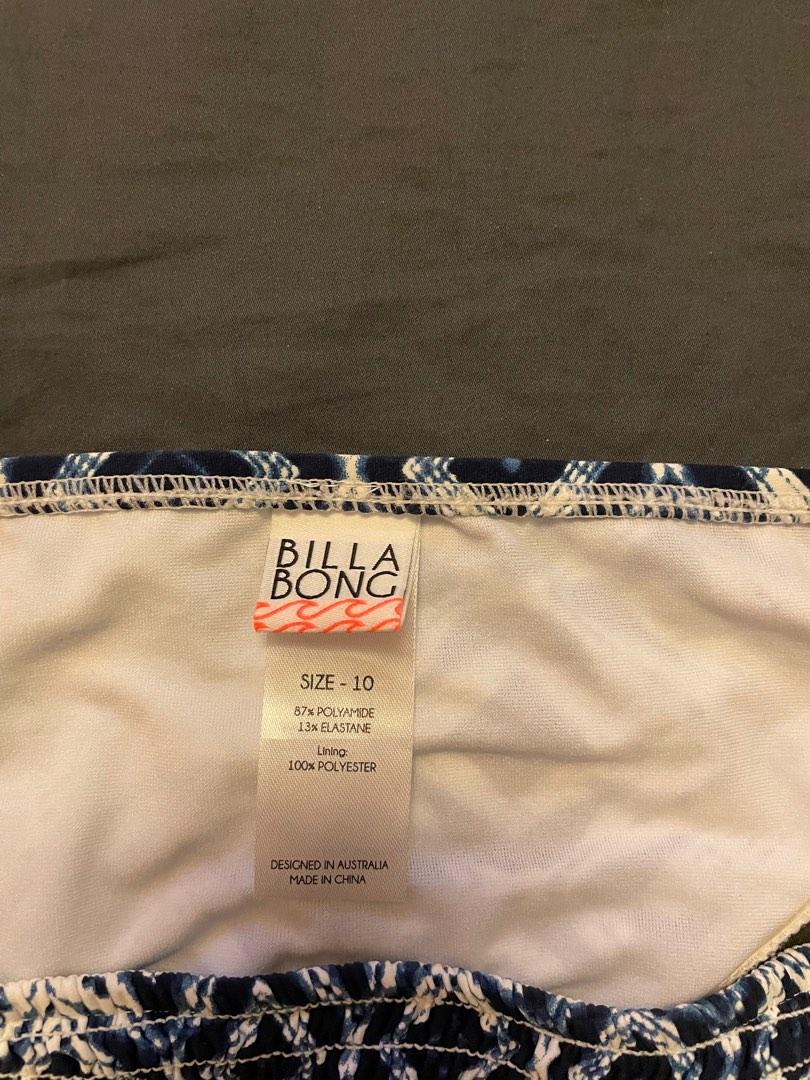 BILLA
BONG
SIZE - 10
87% POLYAMIDE
13% ELASTANE
Lining:
100% POLYESTER
DESIGNED IN AUSTRALIA
MADE IN CHINA